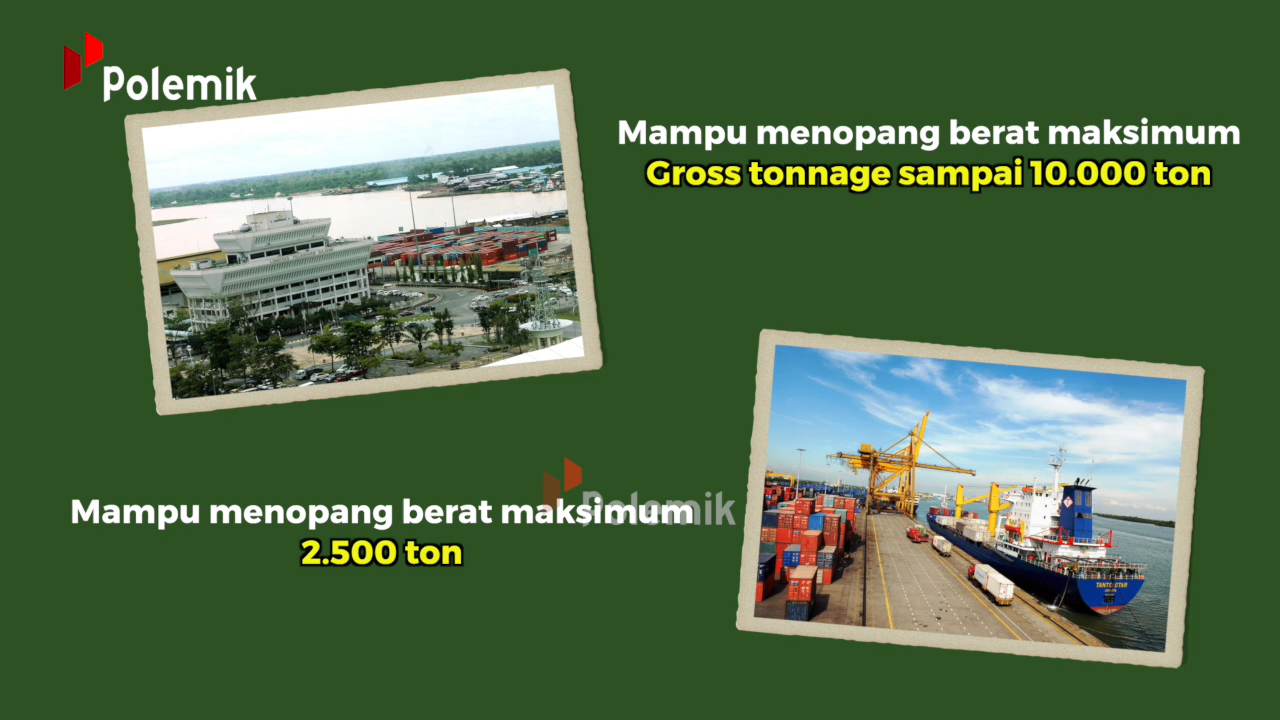 Polemik
Mampu menopang berat maksimum
Gross tonnage sampai 10.000 ton
Mampu menopang berat maksimum
2.500 ton
Polemik